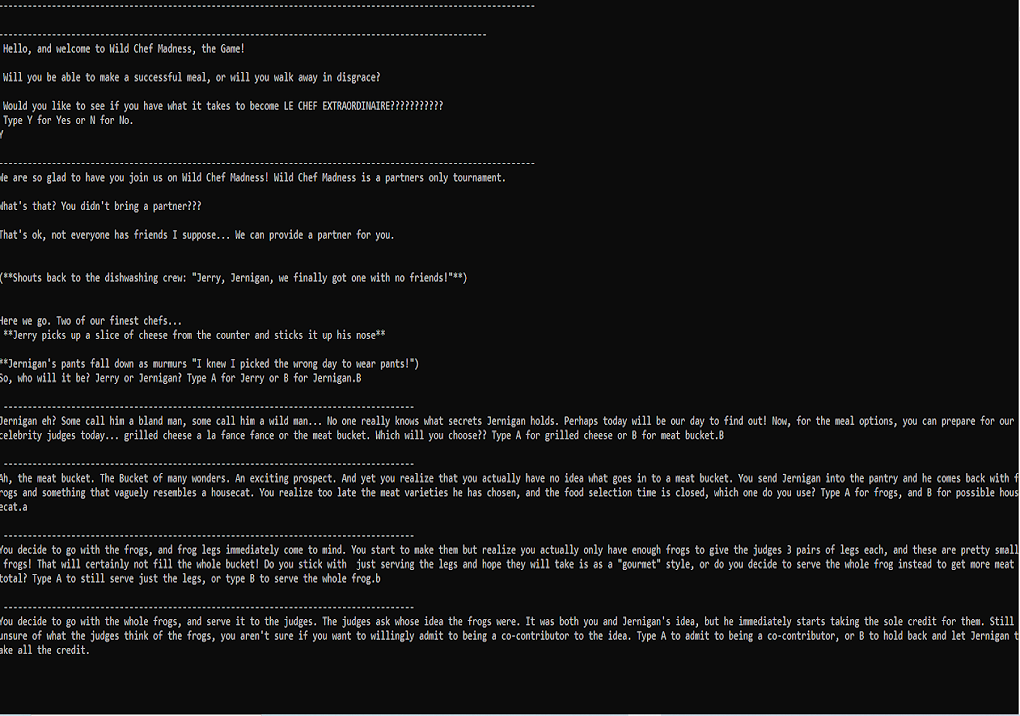 ------------------------------------------------------------------------------------------
----------------------------------------------------------------------------------
Hello, and welcome to Wild Chef Madness, the Game!
Will you be able to make a successful meal, or will you walk away in disgrace?
Would you like to see if you have what it takes to become LE CHEF EXTRAORDINAIRE???????????
Type Y for Yes or N for No.
Y
------------------------------------------------------------------------------------------
We are so glad to have you join us on Wild Chef Madness! Wild Chef Madness is a partners only tournament.
What's that? You didn't bring a partner???
That's ok, not everyone has friends I suppose... We can provide a partner for you.
(**Shouts back to the dishwashing crew: "Jerry, Jernigan, we finally got one with no friends!"**)
Here we go. Two of our finest chefs...
**Jerry picks up a slice of cheese from the counter and sticks it up his nose**
**Jernigan's pants fall down as murmurs "I knew I picked the wrong day to wear pants!")
So, who will it be? Jerry or Jernigan? Type A for Jerry or B for Jernigan.B
---------------------------------------------------------------------
Jernigan eh? Some call him a bland man, some call him a wild man... No one really knows what secrets Jernigan holds. Perhaps today will be our day to find out! Now, for the meal options, you can prepare for our
celebrity judges today... grilled cheese a la fance fance or the meat bucket. Which will you choose?? Type A for grilled cheese or B for meat bucket.B
---------------------------------------------------------------------
Ah, the meat bucket. The Bucket of many wonders. An exciting prospect. And yet you realize that you actually have no idea what goes in to a meat bucket. You send Jernigan into the pantry and he comes back with f
rogs and something that vaguely resembles a housecat. You realize too late the meat varieties he has chosen, and the food selection time is closed, which one do you use? Type A for frogs, and B for possible hous
ecat.a
---------------------------------------------------------------------
You decide to go with the frogs, and frog legs immediately come to mind. You start to make them but realize you actually only have enough frogs to give the judges 3 pairs of legs each, and these are pretty small
frogs! That will certainly not fill the whole bucket! Do you stick with  just serving the legs and hope they will take is as a "gourmet" style, or do you decide to serve the whole frog instead to get more meat
total? Type A to still serve just the legs, or type B to serve the whole frog.b
---------------------------------------------------------------------
You decide to go with the whole frogs, and serve it to the judges. The judges ask whose idea the frogs were. It was both you and Jernigan's idea, but he immediately starts taking the sole credit for them. Still
unsure of what the judges think of the frogs, you aren't sure if you want to willingly admit to being a co-contributor to the idea. Type A to admit to being a co-contributor, or B to hold back and let Jernigan t
ake all the credit.